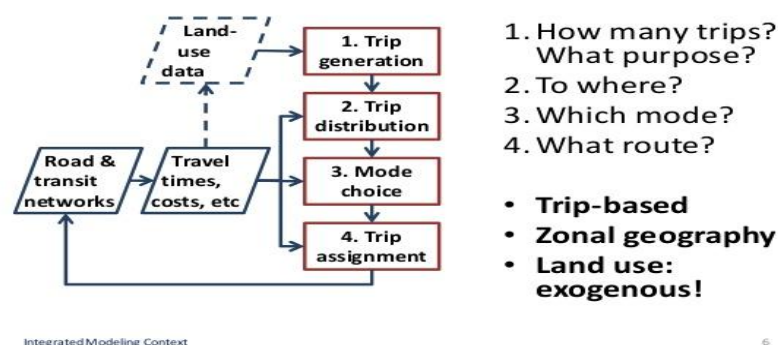 Land-
use
data
1. Trip
generation
2. Trip
distribution
Road &
transit
networks
Travel
times,
costs, etc
3. Mode
choice
4. Trip
assignment
1. How many trips?
What purpose?
2. To where?
3. Which mode?
4. What route?
• Trip-based
• Zonal geography
• Land use:
exogenous!
Integrated Modeling Context
6